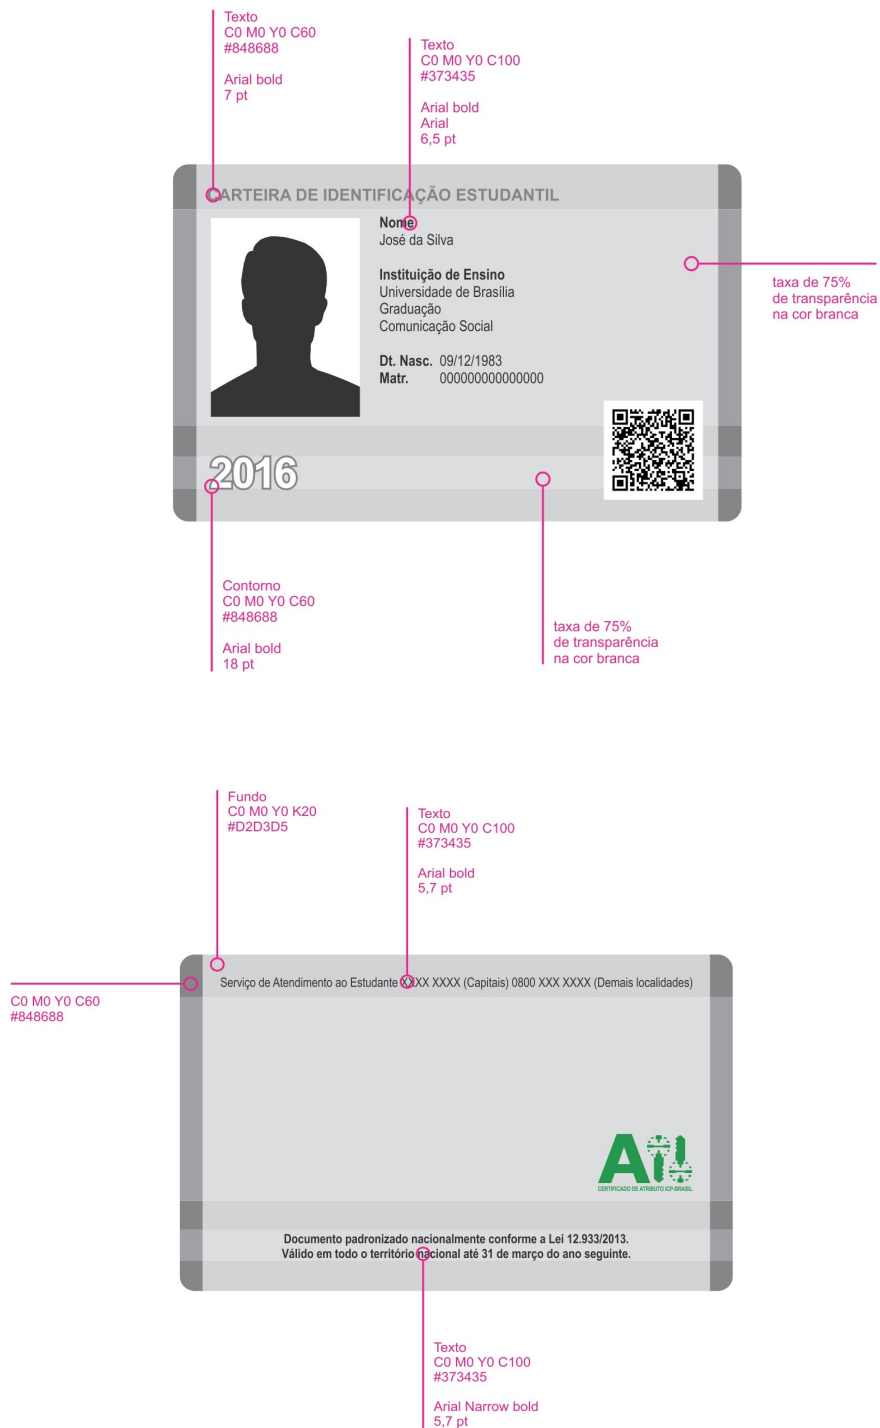 Texto
C0 M0 Y0 C60
#848688
Arial bold
7 pt
Texto
C0 M0 Y0 C100
#373435
Arial bold
Arial
6,5 pt
CARTEIRA DE IDENTIFICAÇÃO ESTUDANTIL
Nome
José da Silva
Instituição de Ensino
Universidade de Brasília
Graduação
Comunicação Social
Dt. Nasc. 09/12/1983
Matr. 000000000000000
taxa de 75%
de transparência
na cor branca
2016
Contorno
C0 M0 Y0 C60
#848688
Arial bold
18 pt
taxa de 75%
de transparência
na cor branca
Fundo
C0 M0 Y0 K20
#D2D3D5
Texto
C0 M0 Y0 C100
#373435
Arial bold
5,7 pt
C0 M0 Y0 C60
#848688
Serviço de Atendimento ao Estudante XXXX XXXX (Capitais) 0800 XXX XXXX (Demais localidades)
A
CERTIFICADO DE ATRIBUTO ICP-BRASIL
Documento padronizado nacionalmente conforme a Lei 12.933/2013.
Válido em todo o território nacional até 31 de março do ano seguinte.
Texto
C0 M0 Y0 C100
#373435
Arial Narrow bold
5,7 pt